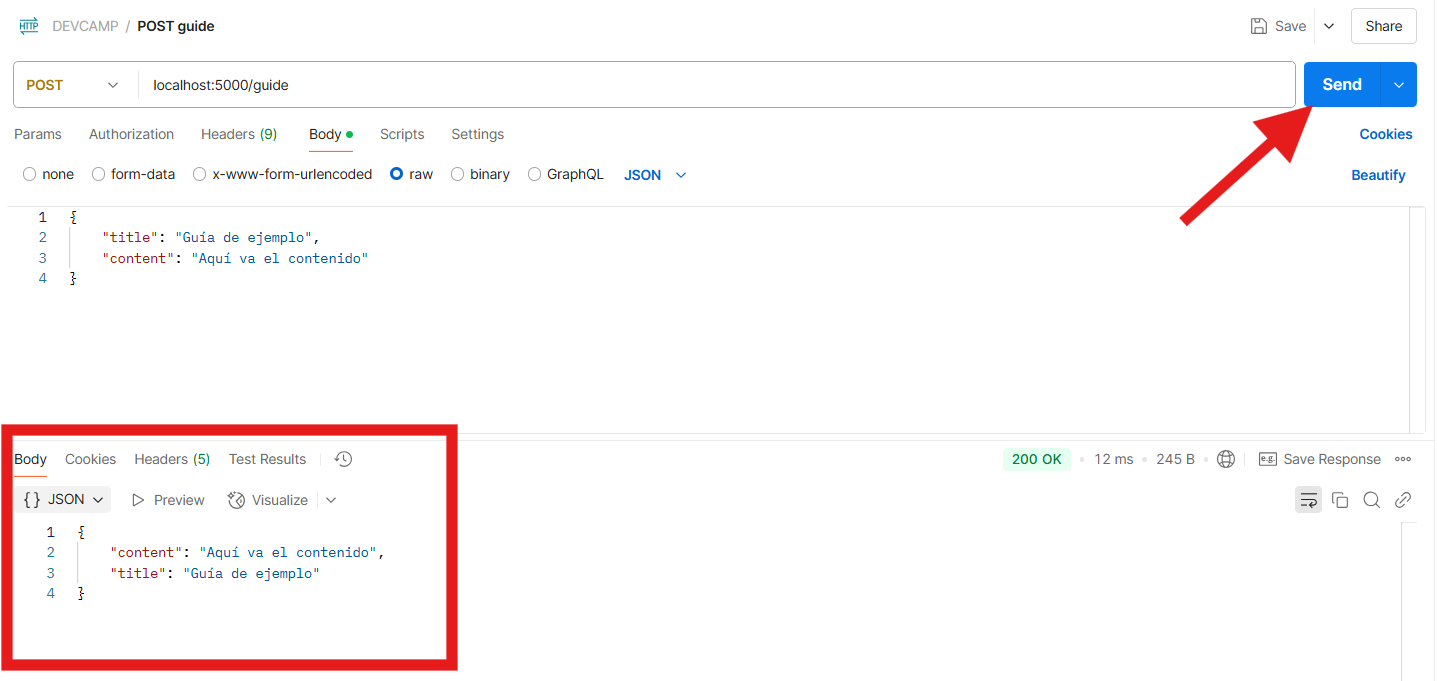 HTTP DEVCAMP / POST guide Save Share
POST localhost:5000/guide Send
Params Authorization Headers (9) Body Scripts Settings Cookies
none form-data x-www-form-urlencoded raw binary GraphQL JSON Beautify
1 {
2 "title": "Guía de ejemplo",
3 "content": "Aquí va el contenido"
4 }
Body Cookies Headers (5) Test Results 200 OK 12 ms 245 B e.g. Save Response
{} JSON Preview Visualize
1 {
2 "content": "Aquí va el contenido",
3 "title": "Guía de ejemplo"
4 }